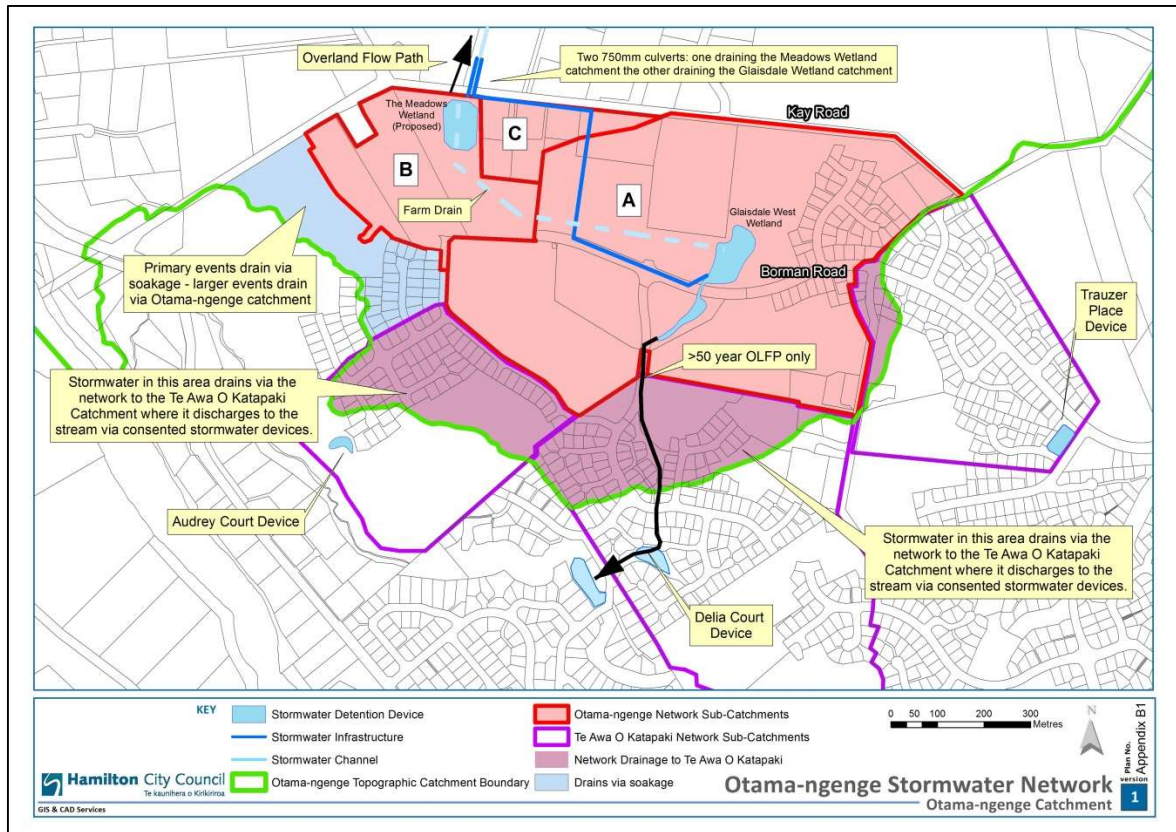 Overland Flow Path
Two 750mm culverts: one draining the Meadows Wetland
catchment the other draining the Glaisdale Wetland catchment
The Meadows
Wetland
(Proposed)
C
Kay Road
B
A
Farm Drain
Glaisdale West
Wetland
Primary events drain via
soakage - larger events drain
via Otama-ngenge catchment
Borman Road
Trauzer
Place
Device
>50 year OLFP only
Stormwater in this area drains via the
network to the Te Awa O Katapaki
Catchment where it discharges to the
stream via consented stormwater devices.
Audrey Court Device
Stormwater in this area drains via the
network to the Te Awa O Katapaki
Catchment where it discharges to the
stream via consented stormwater devices.
Delia Court
Device
KEY
Stormwater Detention Device
Stormwater Infrastructure
Stormwater Channel
Otama-ngenge Topographic Catchment Boundary
Otama-ngenge Network Sub-Catchments
Te Awa O Katapaki Network Sub-Catchments
Network Drainage to Te Awa O Katapaki
Drains via soakage
0 50 100 200 300
Metres
N
Hamilton City Council
Te kaunihera o Kirikiriroa
GIS & CAD Services
Otama-ngenge Stormwater Network
Otama-ngenge Catchment
Plan No.
Appendix B1
version
1